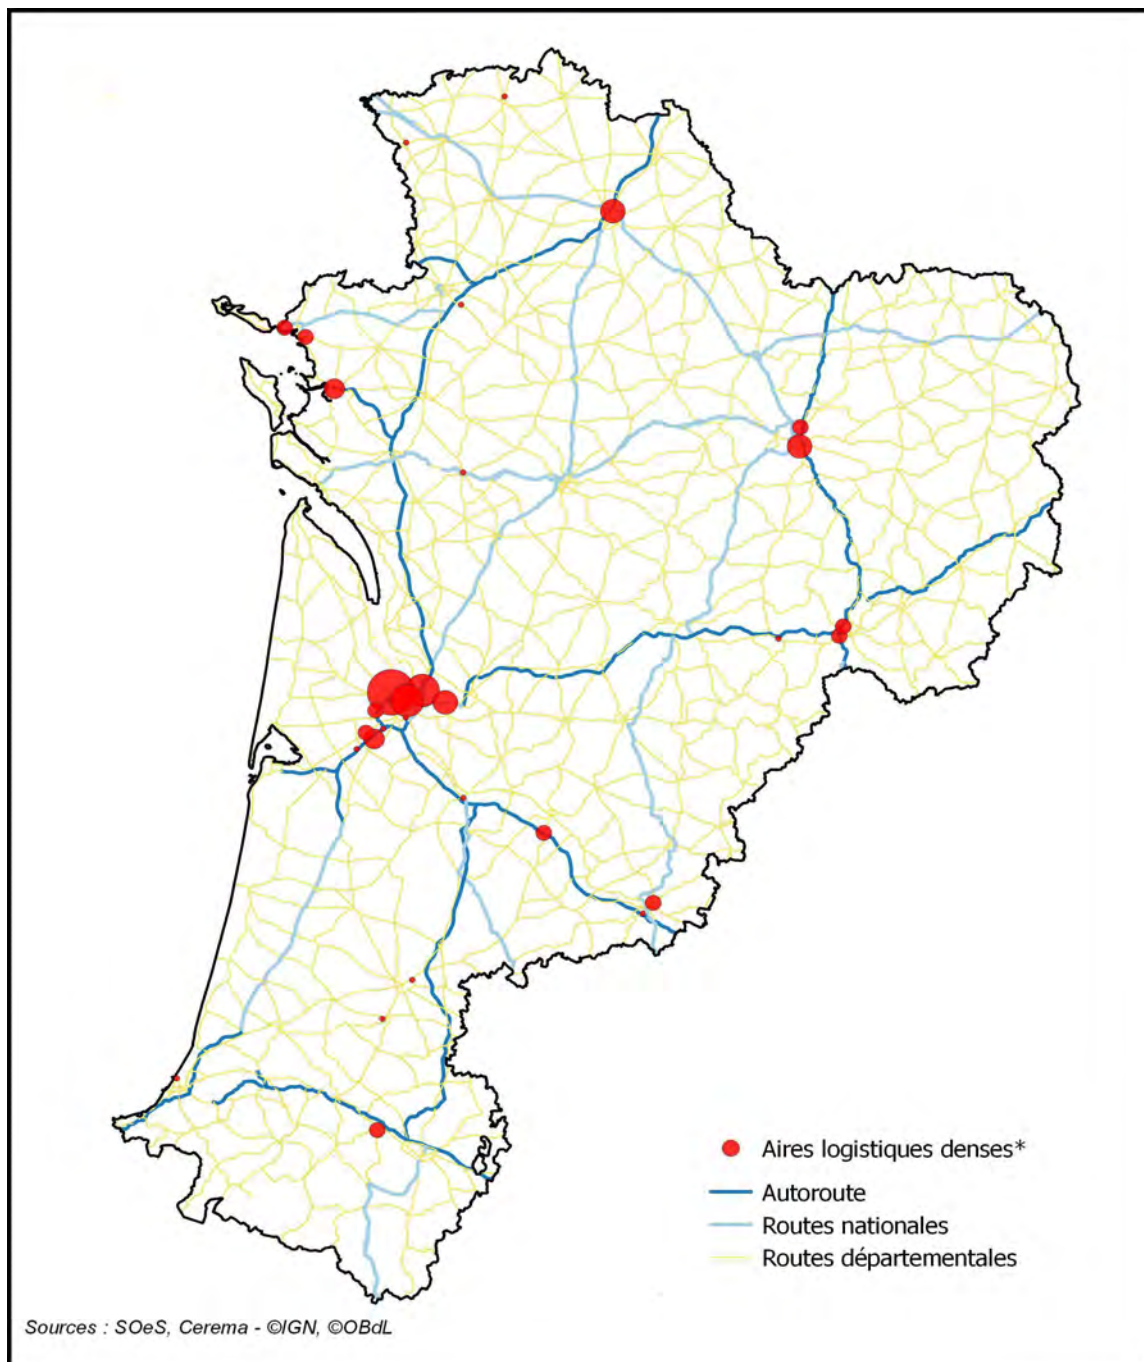 Aires logistiques denses*
Autoroute
Routes nationales
Routes départementales
Sources : SOeS, Cerema - ©IGN, ©OBdL